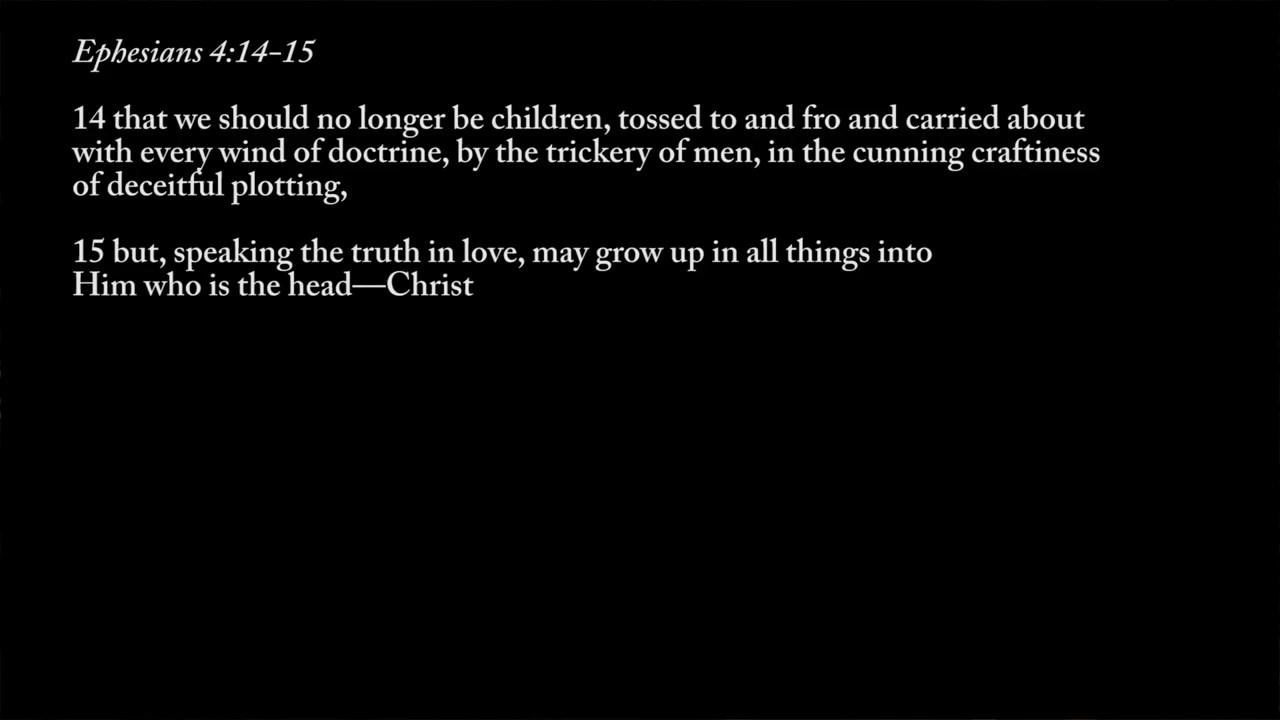 Ephesians 4:14-15
14 that we should no longer be children, tossed to and fro and carried about
with every wind of doctrine, by the trickery of men, in the cunning craftiness
of deceitful plotting,
15 but, speaking the truth in love, may grow up in all things into
Him who is the head—Christ